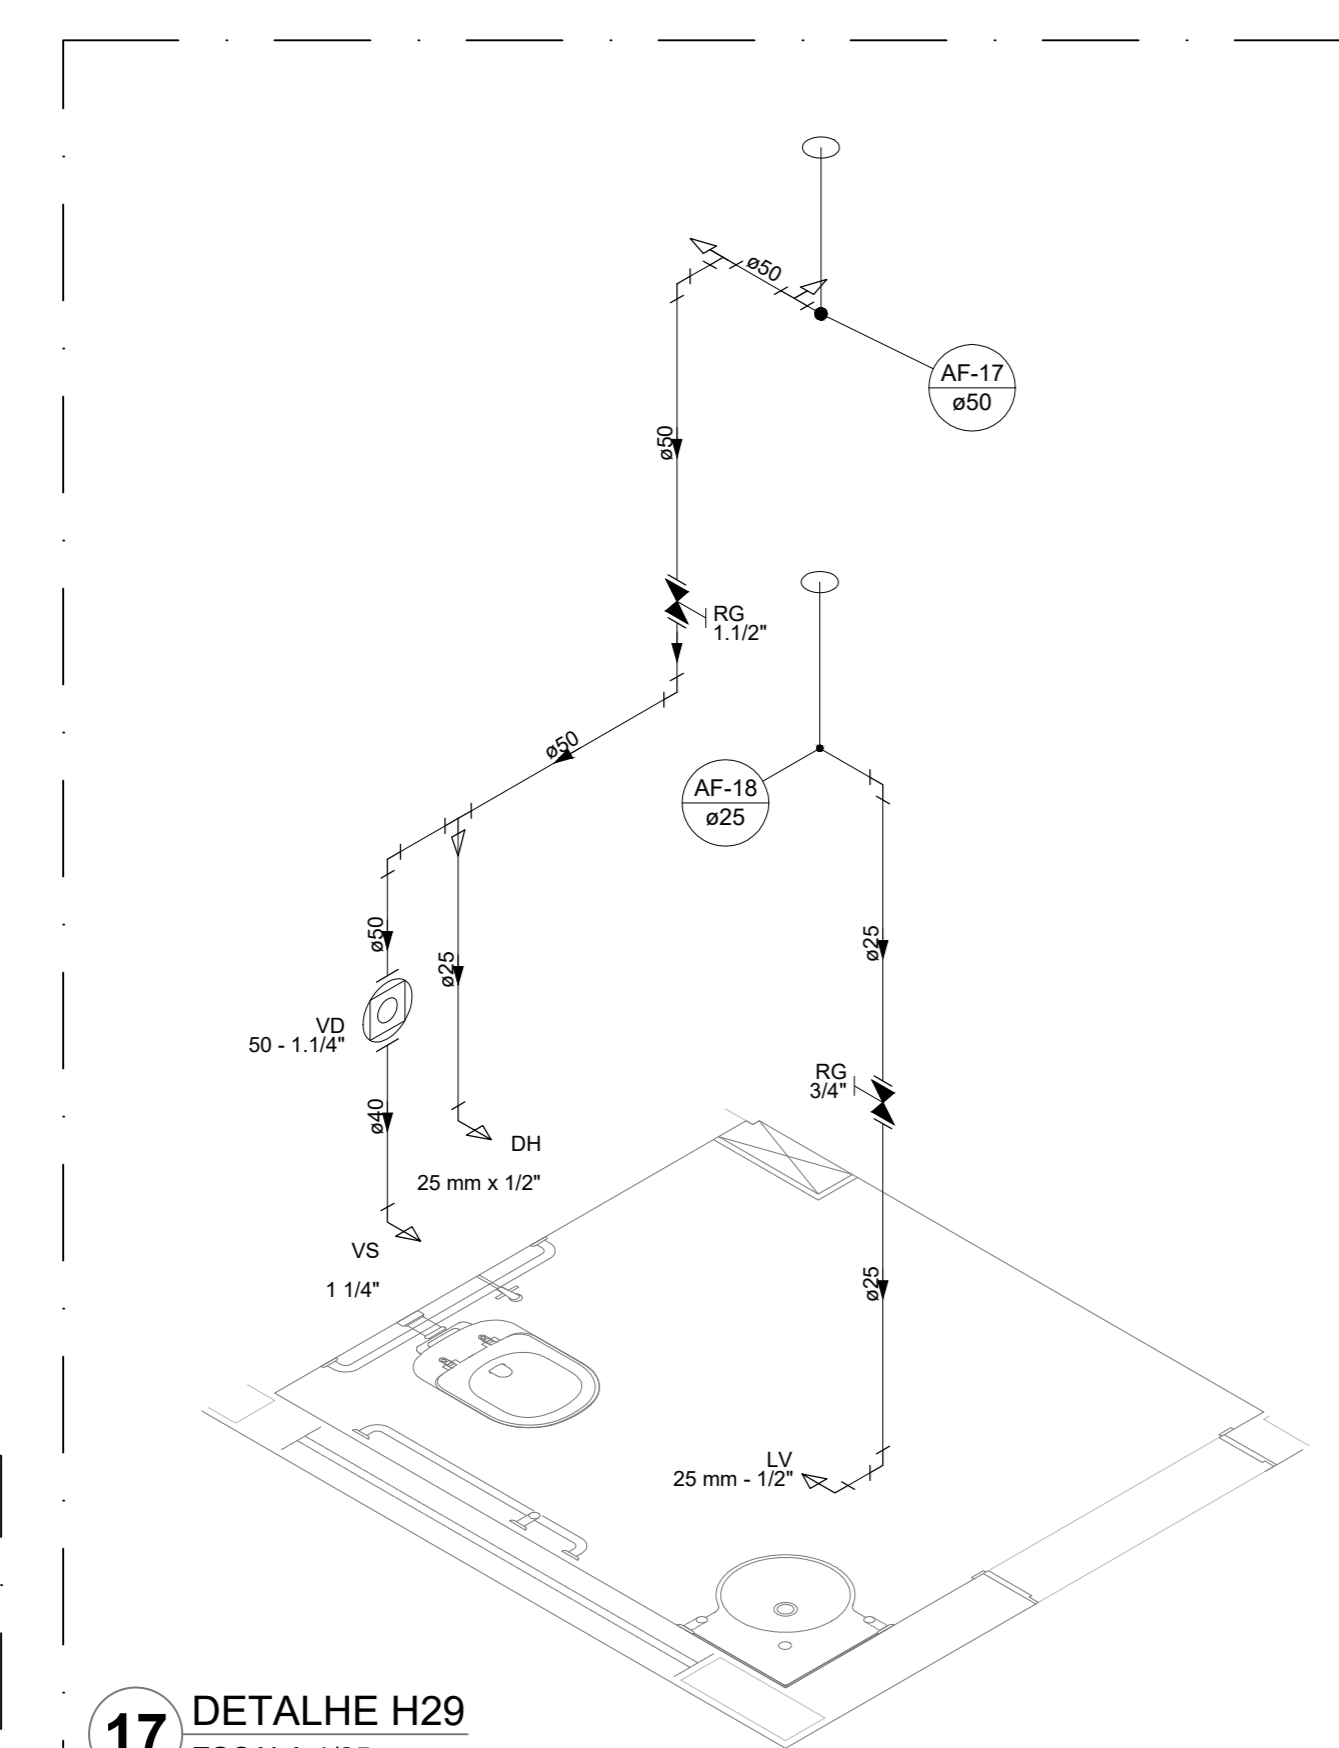 ø50
AF-17
ø50
ø50
RG
1.1/2"
ø50
AF-18
ø25
ø50
ø25
ø25
VD
50 - 1.1/4"
RG
3/4"
ø40
DH
25 mm x 1/2"
VS
1 1/4"
ø25
LV
25 mm - 1/2"
17
DETALHE H29